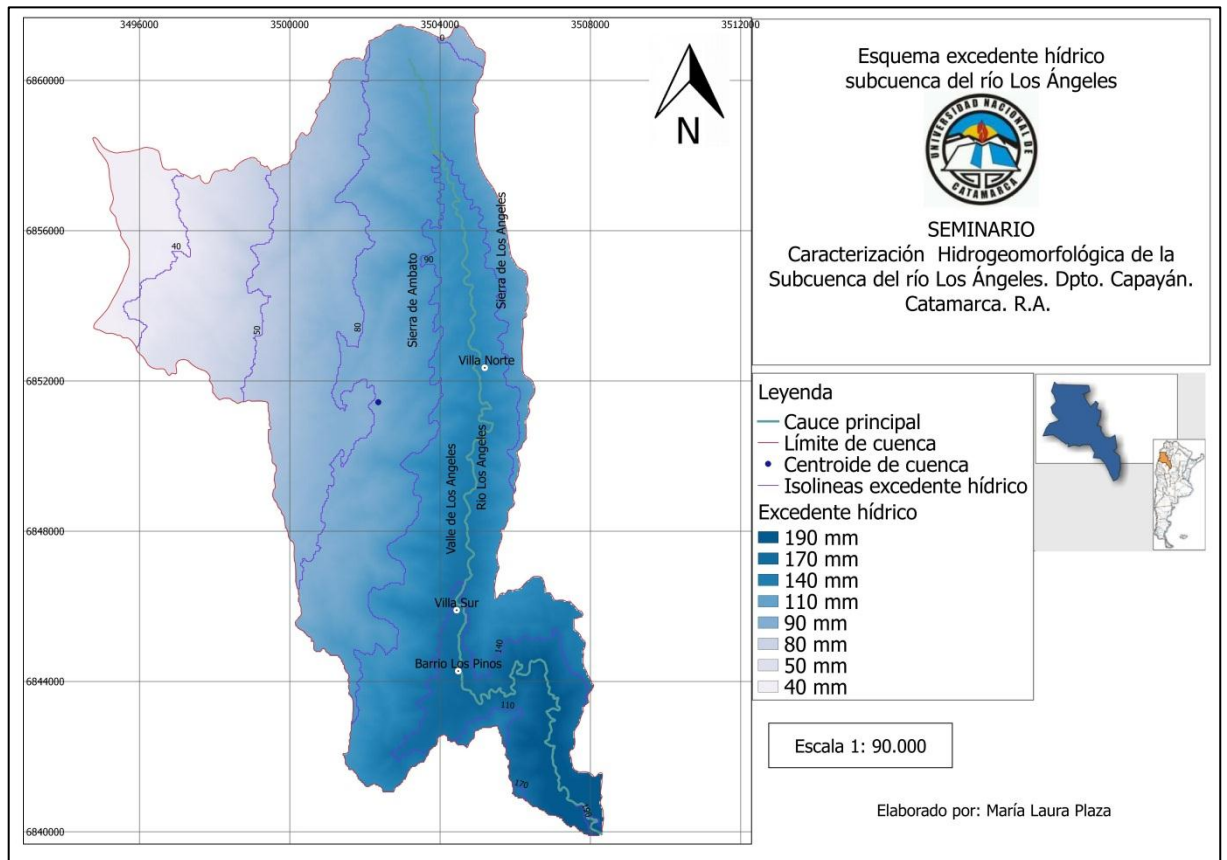 3496000
3500000
3504000
0
3508000
3512000
6860000
6856000
6852000
6848000
6844000
6840000
N
40
50
80
90
Sierra de Ambato
Sierra de Los Angeles
Villa Norte
Valle de Los Angeles
Rio Los Angeles
Villa Sur
Barrio Los Pinos
140
110
170
Esquema excedente hídrico
subcuenca del río Los Ángeles
UNIVERSIDAD NACIONAL DE
CATAMARCA
SEMINARIO
Caracterización Hidrogeomorfológica de la
Subcuenca del río Los Ángeles. Dpto. Capayán.
Catamarca. R.A.
Leyenda
Cauce principal
Límite de cuenca
Centroide de cuenca
Isolineas excedente hídrico
Excedente hídrico
190 mm
170 mm
140 mm
110 mm
90 mm
80 mm
50 mm
40 mm
Escala 1: 90.000
Elaborado por: María Laura Plaza